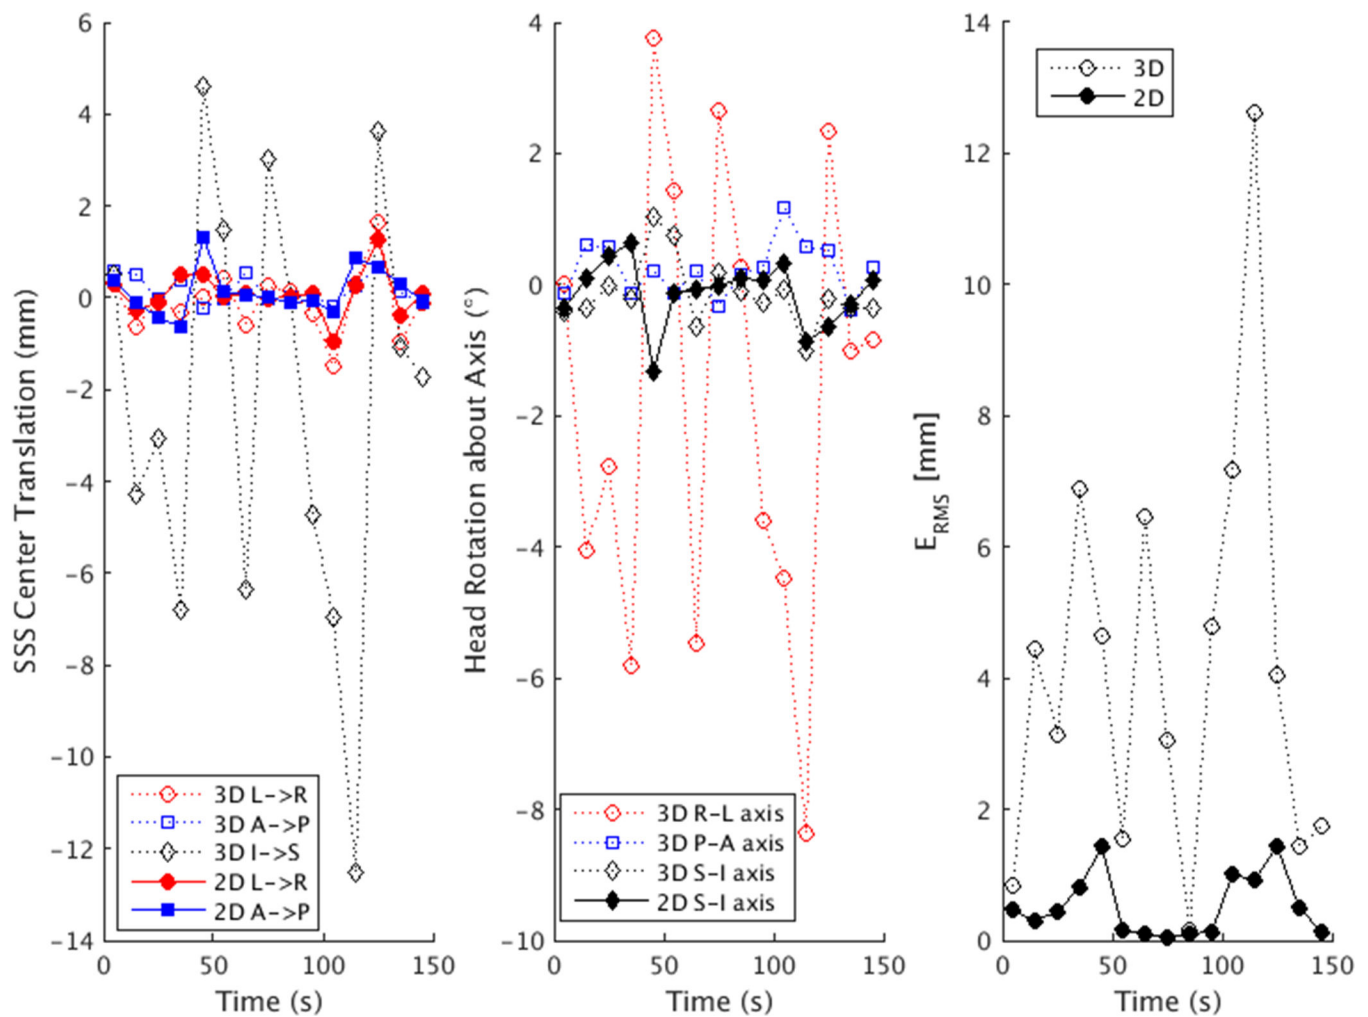 6
4
2
0
−2
−4
−6
−8
−10
−12
−14
0
50
100
150
SSS Center Translation (mm)
Time (s)
3D L−>R
3D A−>P
3D I−>S
2D L−>R
2D A−>P
4
2
0
−2
−4
−6
−8
−10
0
50
100
150
Head Rotation about Axis (°)
Time (s)
3D R−L axis
3D P−A axis
3D S−I axis
2D S−I axis
14
12
10
8
6
4
2
0
0
50
100
150
E_RMS [mm]
Time (s)
3D
2D